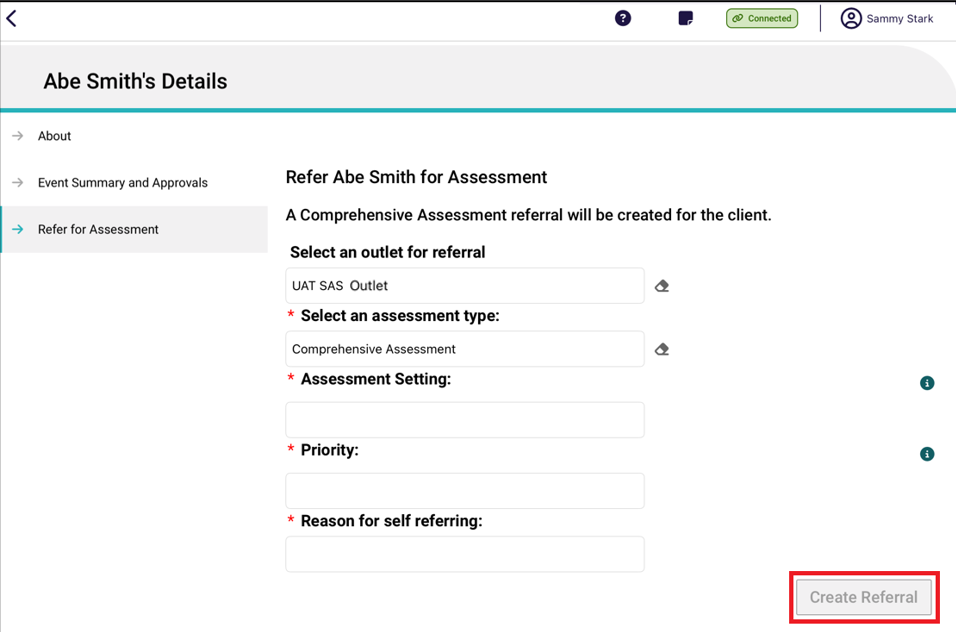 Connected
Sammy Stark
Abe Smith's Details
About
Event Summary and Approvals
Refer for Assessment
Refer Abe Smith for Assessment
A Comprehensive Assessment referral will be created for the client.
Select an outlet for referral
UAT SAS Outlet
* Select an assessment type:
Comprehensive Assessment
* Assessment Setting:
* Priority:
* Reason for self referring:
Create Referral